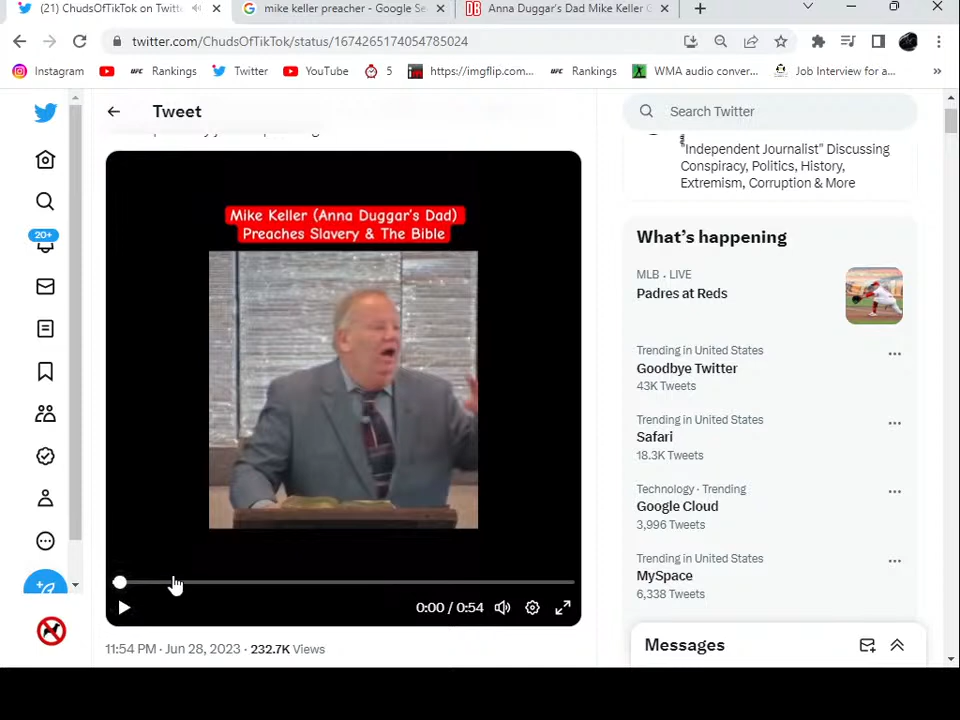 (21) ChudsOfTikTok on Twitt
mike keller preacher - Google Se
Anna Duggar's Dad Mike Keller
twitter.com/ChudsOfTikTok/status/1674265174054785024
Instagram
UFC Rankings
Twitter
YouTube
5
https://imgflip.com...
UFC Rankings
WMA audio conver...
Job Interview for a...
»
Tweet
Search Twitter
"Independent Journalist" Discussing
Conspiracy, Politics, History,
Extremism, Corruption & More
20+
Mike Keller (Anna Duggar's Dad)
Preaches Slavery & The Bible
0:00 / 0:54
11:54 PM · Jun 28, 2023 · 232.7K Views
What's happening
MLB · LIVE
Padres at Reds
Trending in United States
Goodbye Twitter
43K Tweets
Trending in United States
Safari
18.3K Tweets
Technology · Trending
Google Cloud
3,996 Tweets
Trending in United States
MySpace
6,338 Tweets
Messages